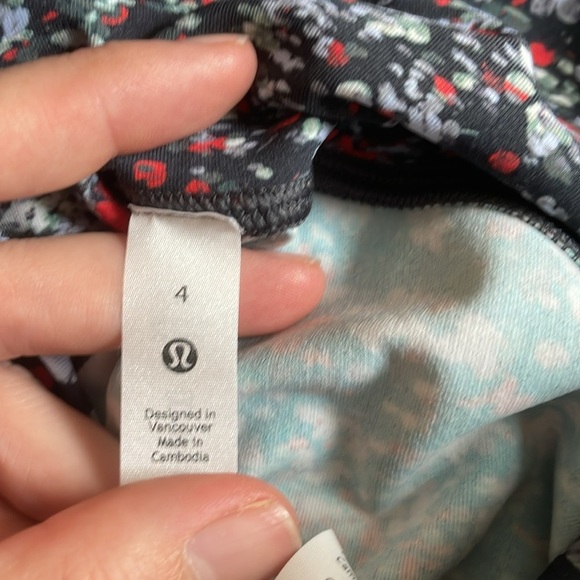 4
Designed in
Vancouver
Made in
Cambodia